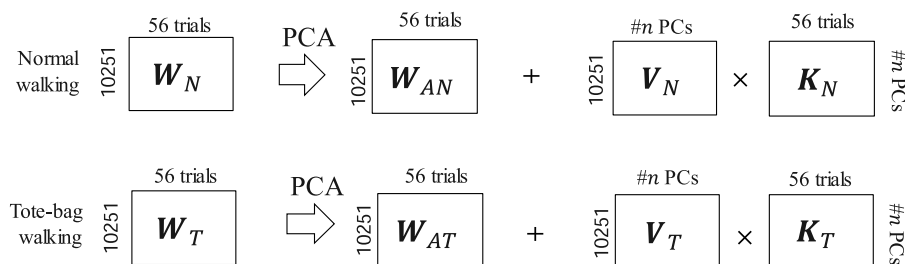 56 trials
PCA
56 trials
#n PCs
56 trials
Normal walking
10251
W_N
10251
W_AN
+
10251
V_N
×
K_N
#n PCs
56 trials
PCA
56 trials
#n PCs
56 trials
Tote-bag walking
10251
W_T
10251
W_AT
+
10251
V_T
×
K_T
#n PCs